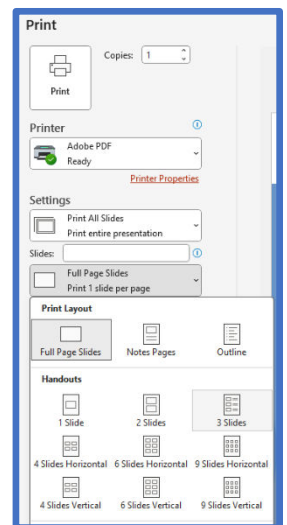 Print
Copies: 1
Print
Printer
Adobe PDF
Ready
Printer Properties
Settings
Print All Slides
Print entire presentation
Slides:
Full Page Slides
Print 1 slide per page
Print Layout
Full Page Slides Notes Pages Outline
Handouts
1 Slide 2 Slides 3 Slides
4 Slides Horizontal 6 Slides Horizontal 9 Slides Horizontal
4 Slides Vertical 6 Slides Vertical 9 Slides Vertical